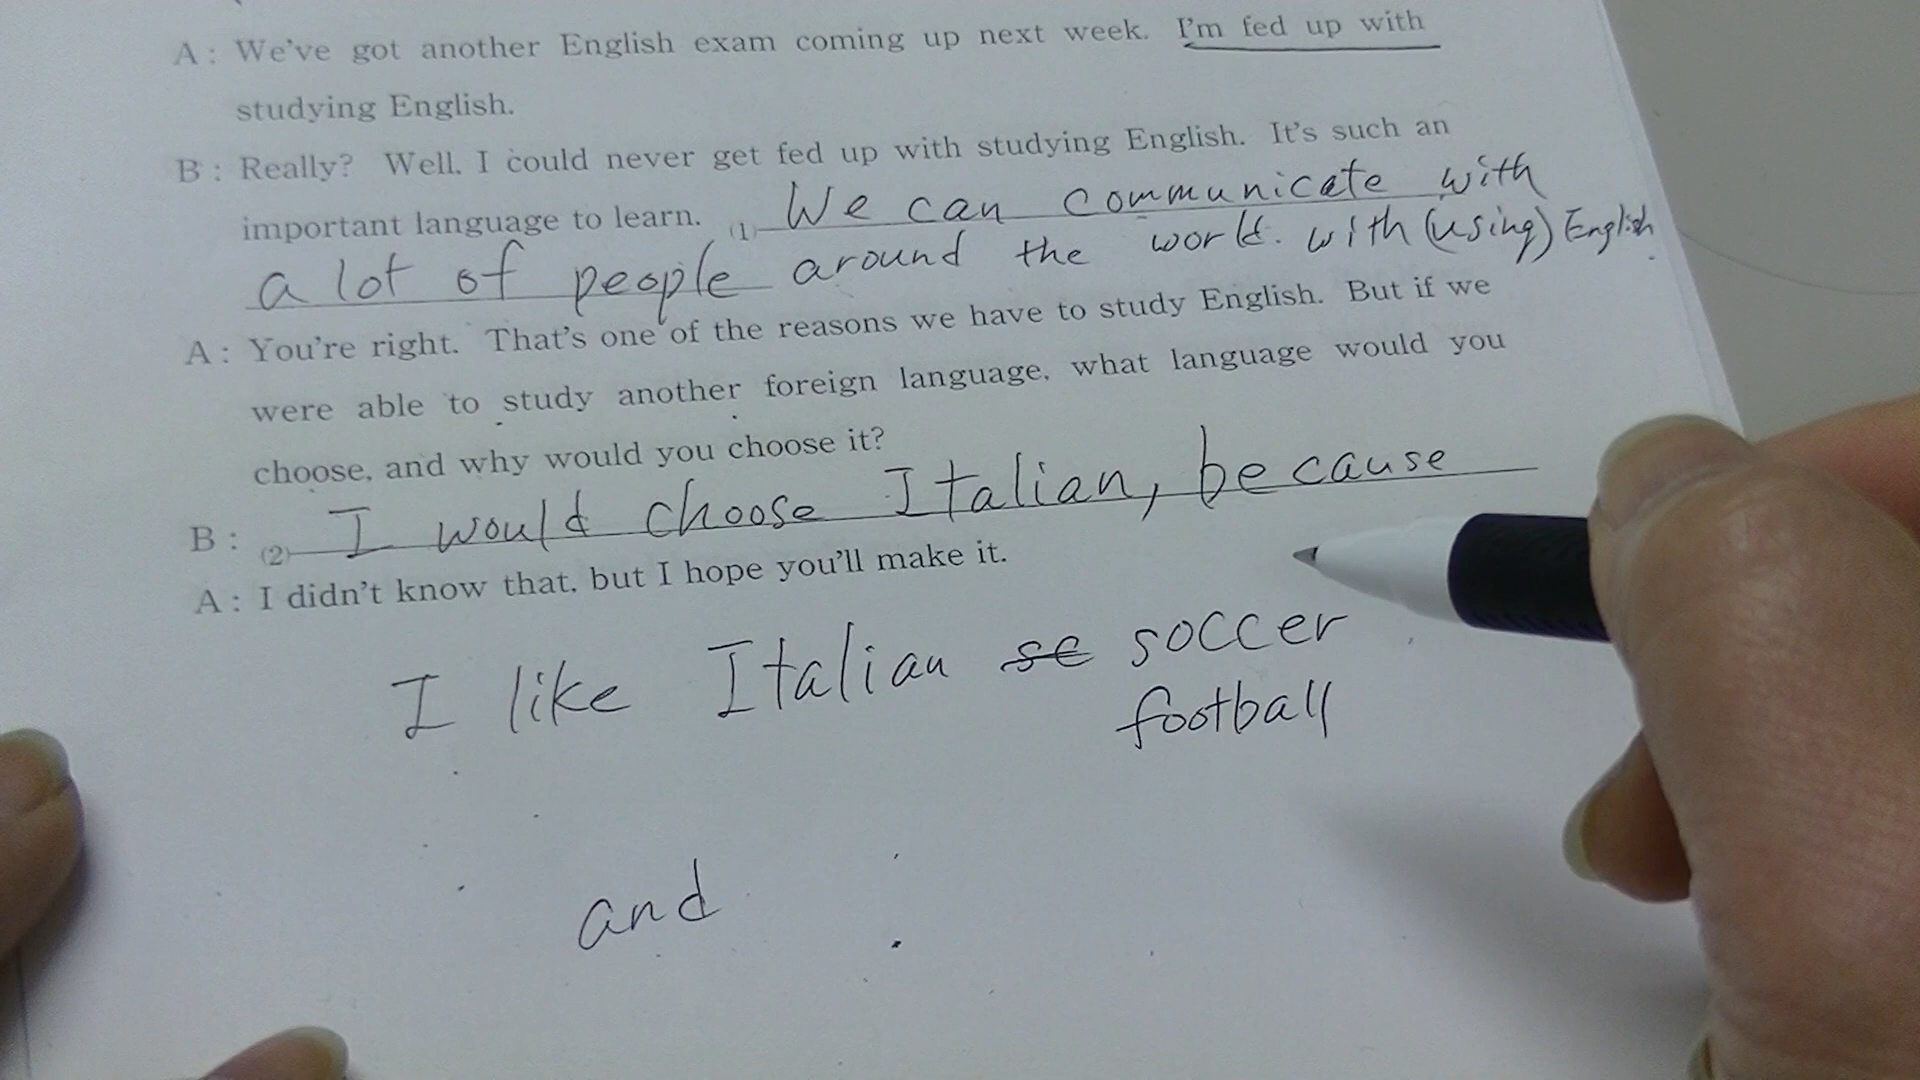 A : We've got another English exam coming up next week. I'm fed up with
studying English.
B : Really? Well, I could never get fed up with studying English. It's such an
important language to learn. (1) We can communicate with
a lot of people around the world. with (using) English.
A : You're right. That's one of the reasons we have to study English. But if we
were able to study another foreign language, what language would you
choose, and why would you choose it?
B : (2) I would choose Italian, because
A : I didn't know that, but I hope you'll make it.
I like Italian se soccer
football
and